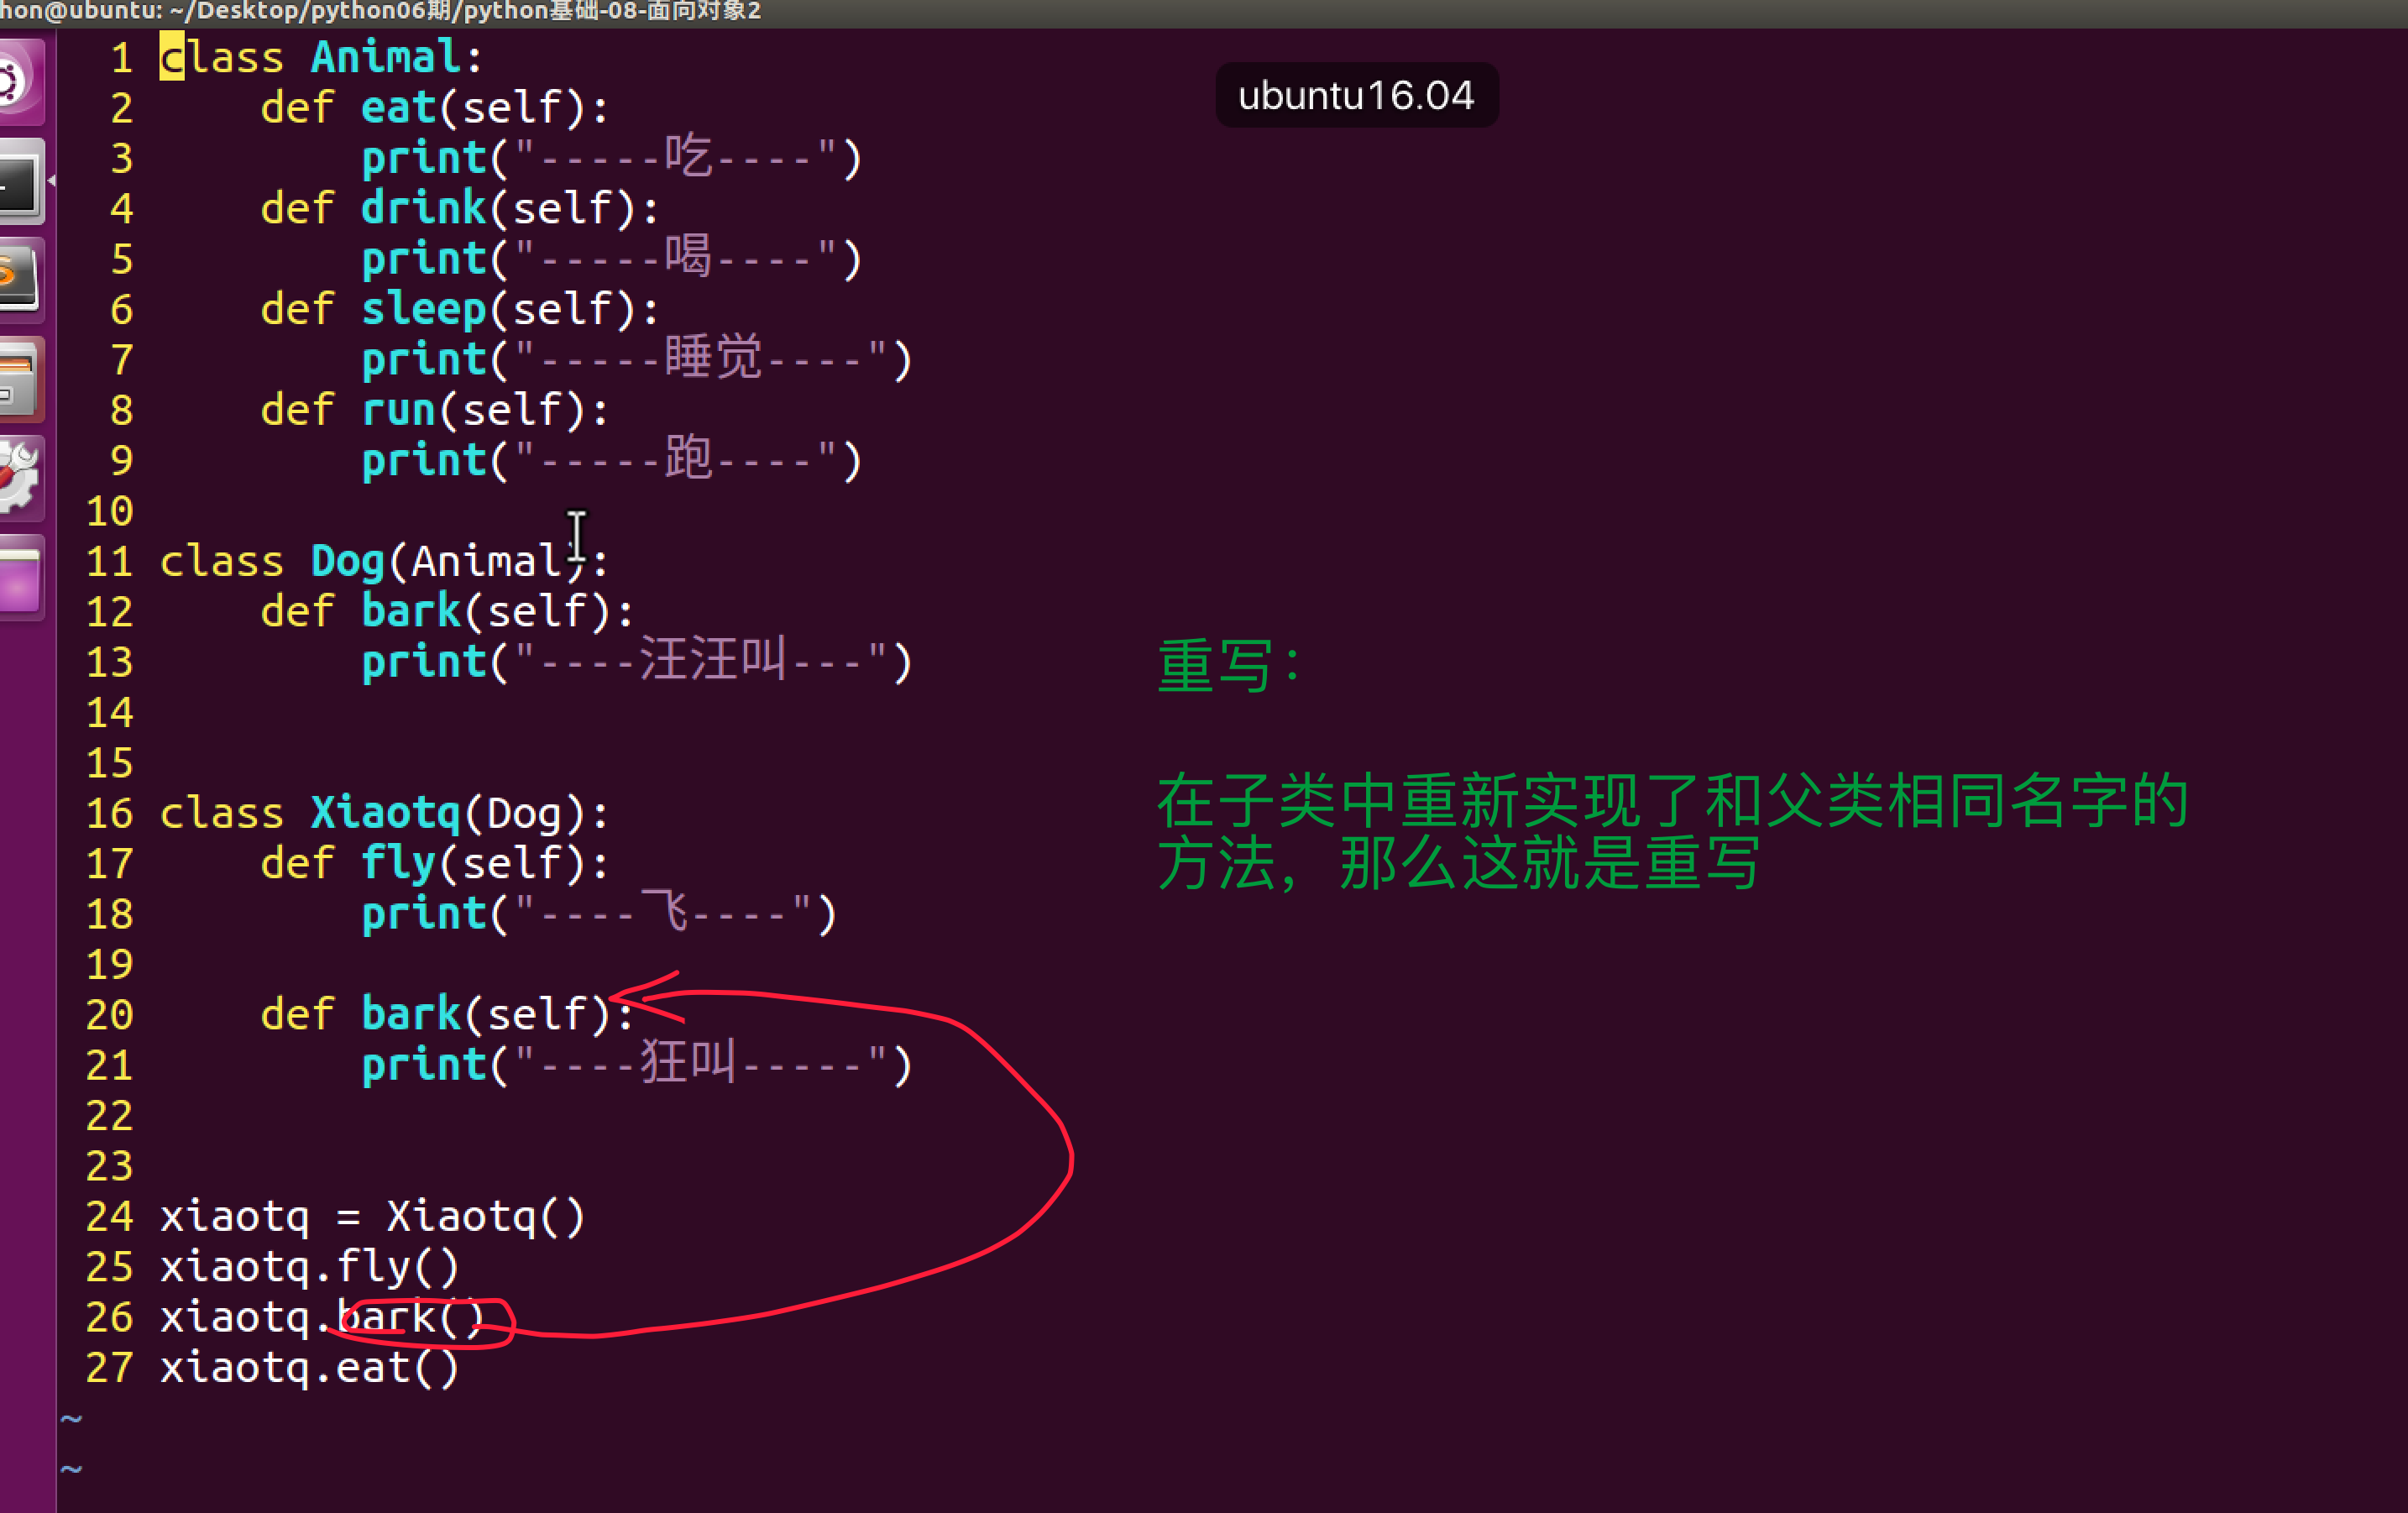 hon@ubuntu: ~/Desktop/python06期/python基础-08-面向对象2
ubuntu16.04
1 class Animal:
2     def eat(self):
3         print("-----吃----")
4     def drink(self):
5         print("-----喝----")
6     def sleep(self):
7         print("-----睡觉----")
8     def run(self):
9         print("-----跑----")
10
11 class Dog(Animal):
12     def bark(self):
13         print("----汪汪叫---")
14
15
16 class Xiaotq(Dog):
17     def fly(self):
18         print("----飞----")
19
20     def bark(self):
21         print("----狂叫-----")
22
23
24 xiaotq = Xiaotq()
25 xiaotq.fly()
26 xiaotq.bark()
27 xiaotq.eat()
~
~
重写：
在子类中重新实现了和父类相同名字的
方法，那么这就是重写